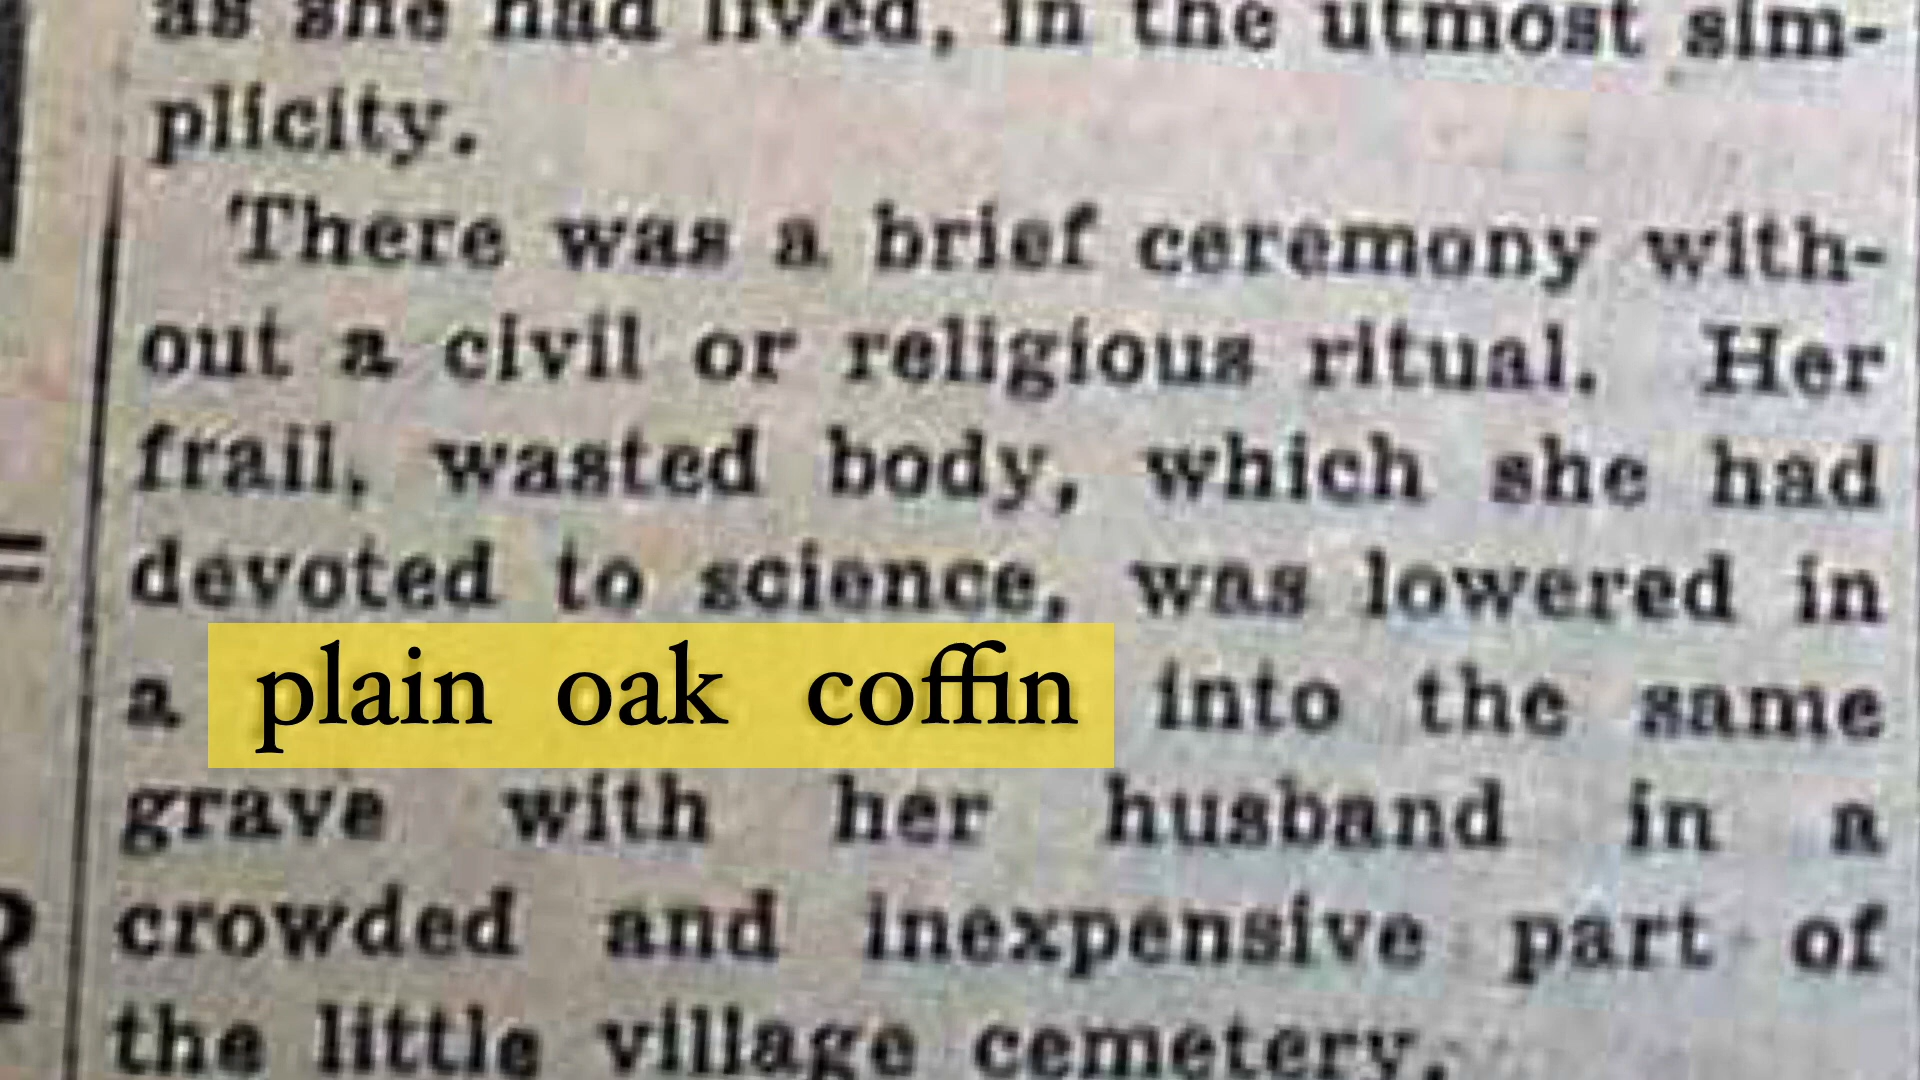 as she had lived, in the utmost sim-
plicity.
There was a brief ceremony with-
out a civil or religious ritual. Her
frail, wasted body, which she had
devoted to science, was lowered in
a plain oak coffin into the same
grave with her husband in a
crowded and inexpensive part of
the little village cemetery.